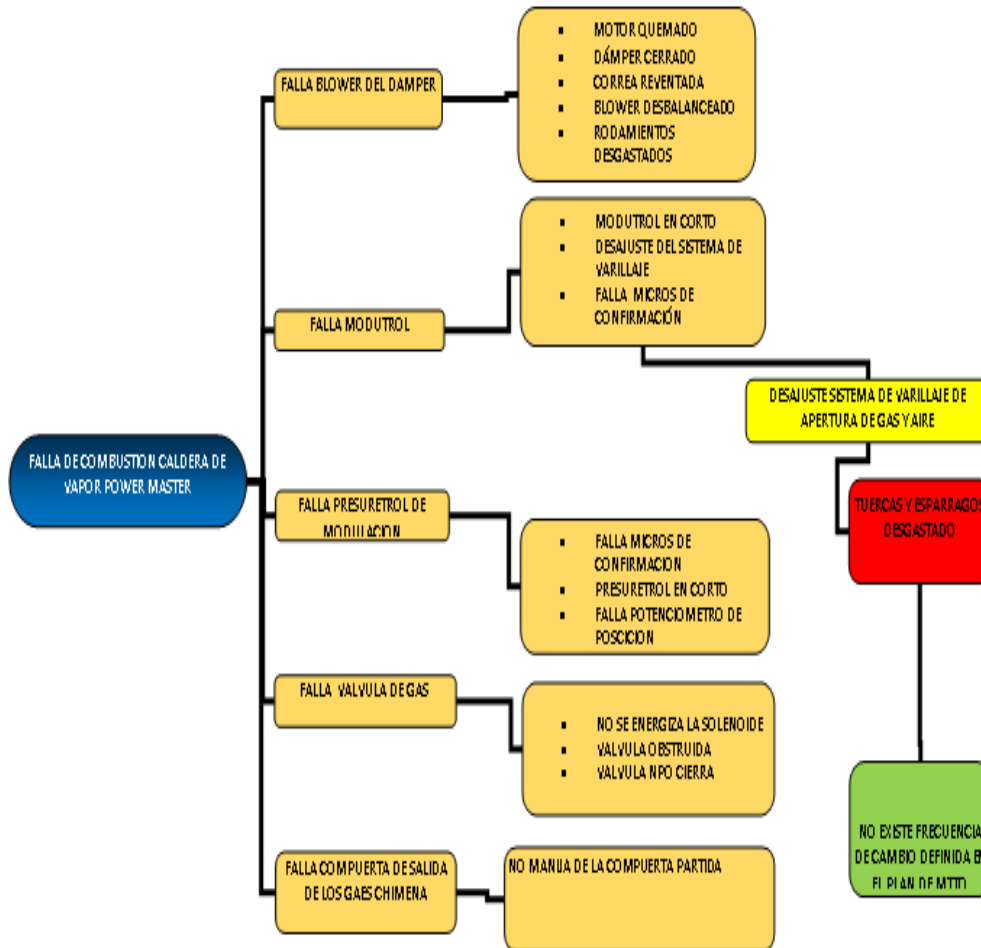 FALLA BLOWER DEL DAMPER
MOTOR QUEMADO
DÁMPER CERRADO
CORREA REVENTADA
BLOWER DESBALANCEADO
RODAMIENTOS
DESGASTADOS
FALLA MODUTROL
MODUTROL EN CORTO
DESAJUSTE DEL SISTEMA DE
VARILLAJE
FALLA MICROS DE
CONFIRMACIÓN
DESAJUSTE SISTEMA DE VARILLAJE DE
APERTURA DE GAS Y AIRE
FALLA DE COMBUSTION CALDERA DE
VAPOR POWER MASTER
TUERCAS Y ESPARRAGOS
DESGASTADO
FALLA PRESURETROL DE
MODULACION
FALLA MICROS DE
CONFIRMACION
PRESURETROL EN CORTO
FALLA POTENCIOMETRO DE
POSCICION
FALLA VALVULA DE GAS
NO SE ENERGIZA LA SOLENOIDE
VALVULA OBSTRUIDA
VALVULA NPO CIERRA
NO EXISTE FRECUENCIA
DE CAMBIO DEFINIDA EN
EL PLAN DE MTTO
FALLA COMPUERTA DE SALIDA
DE LOS GAES CHIMENA
NO MANIJA DE LA COMPUERTA PARTIDA